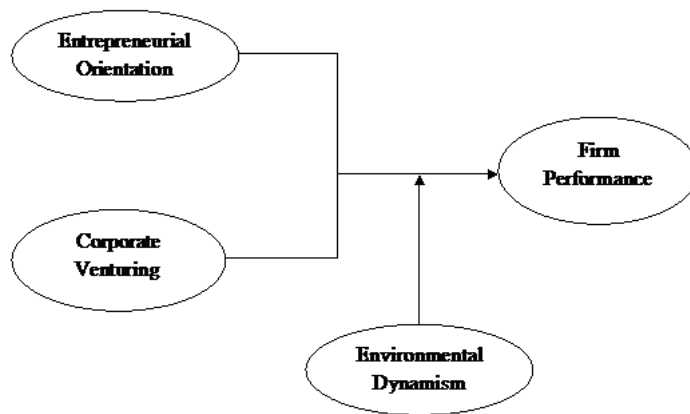 Entrepreneurial
Orientation
Firm
Performance
Corporate
Venturing
Environmental
Dynamism